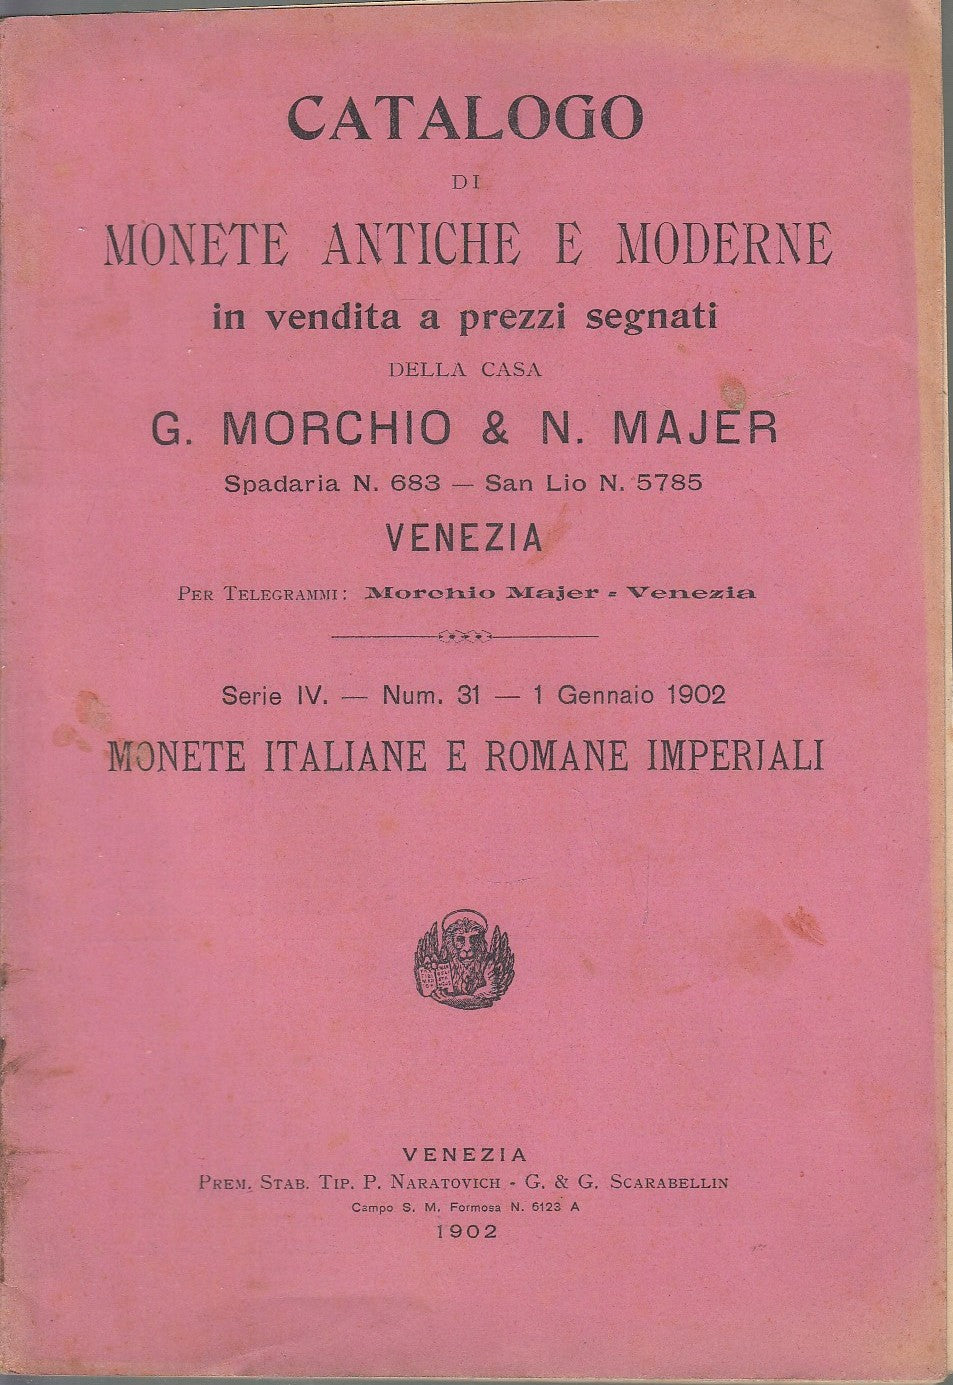 CATALOGO
DI
MONETE ANTICHE E MODERNE
in vendita a prezzi segnati
DELLA CASA
G. MORCHIO & N. MAJER
Spadaria N. 683 — San Lio N. 5785
VENEZIA
PER TELEGRAMMI: Morchio Majer = Venezia
Serie IV. — Num. 31 — 1 Gennaio 1902
MONETE ITALIANE E ROMANE IMPERIALI
VENEZIA
PREM. STAB. TIP. P. NARATOVICH - G. & G. SCARABELLIN
Campo S. M. Formosa N. 6123 A
1902